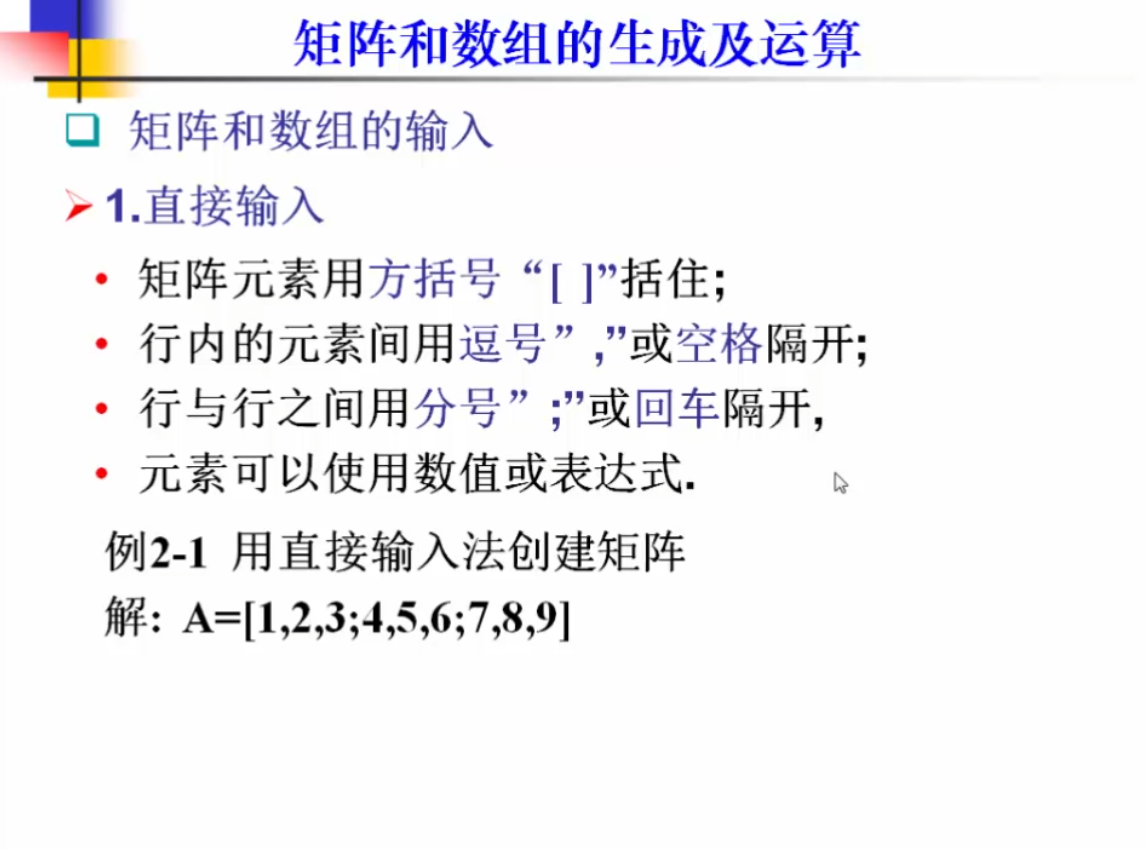 矩阵和数组的生成及运算
矩阵和数组的输入
1.直接输入
• 矩阵元素用方括号“[ ]”括住;
• 行内的元素间用逗号”,”或空格隔开;
• 行与行之间用分号”;”或回车隔开,
• 元素可以使用数值或表达式.
例2-1 用直接输入法创建矩阵
解: A=[1,2,3;4,5,6;7,8,9]